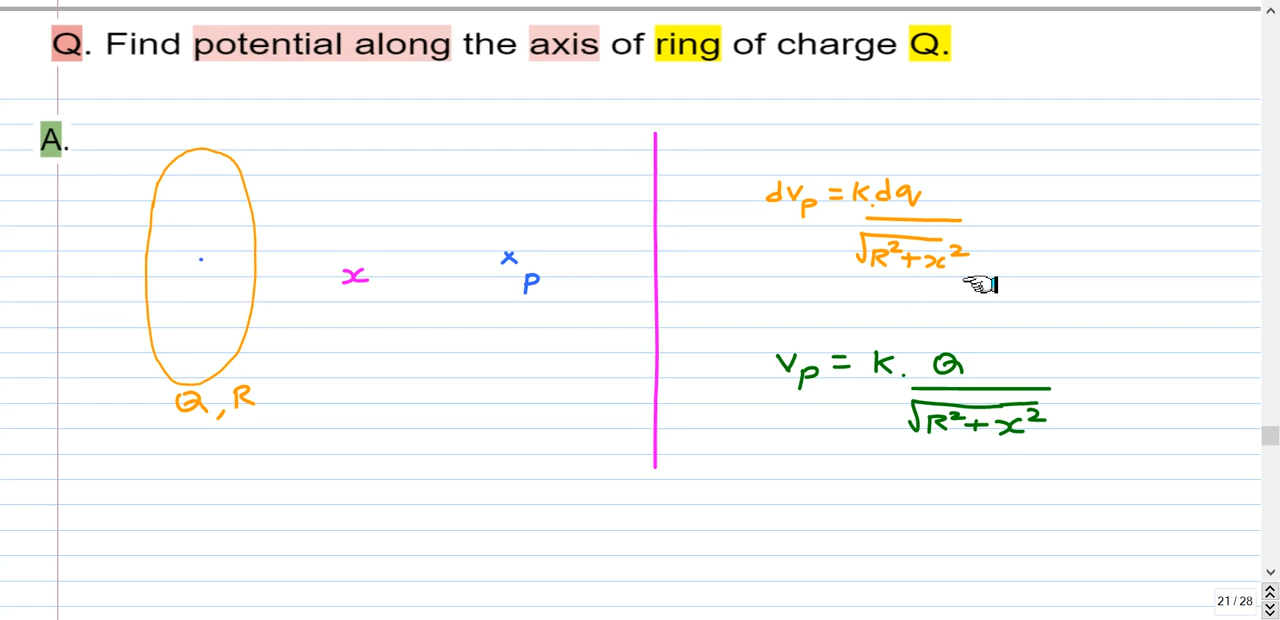 Q. Find potential along the axis of ring of charge Q.
A.
x
x
P
Q, R
dVp = k.dq / √R²+x²
Vp = k. Q / √R²+x²
21 / 28